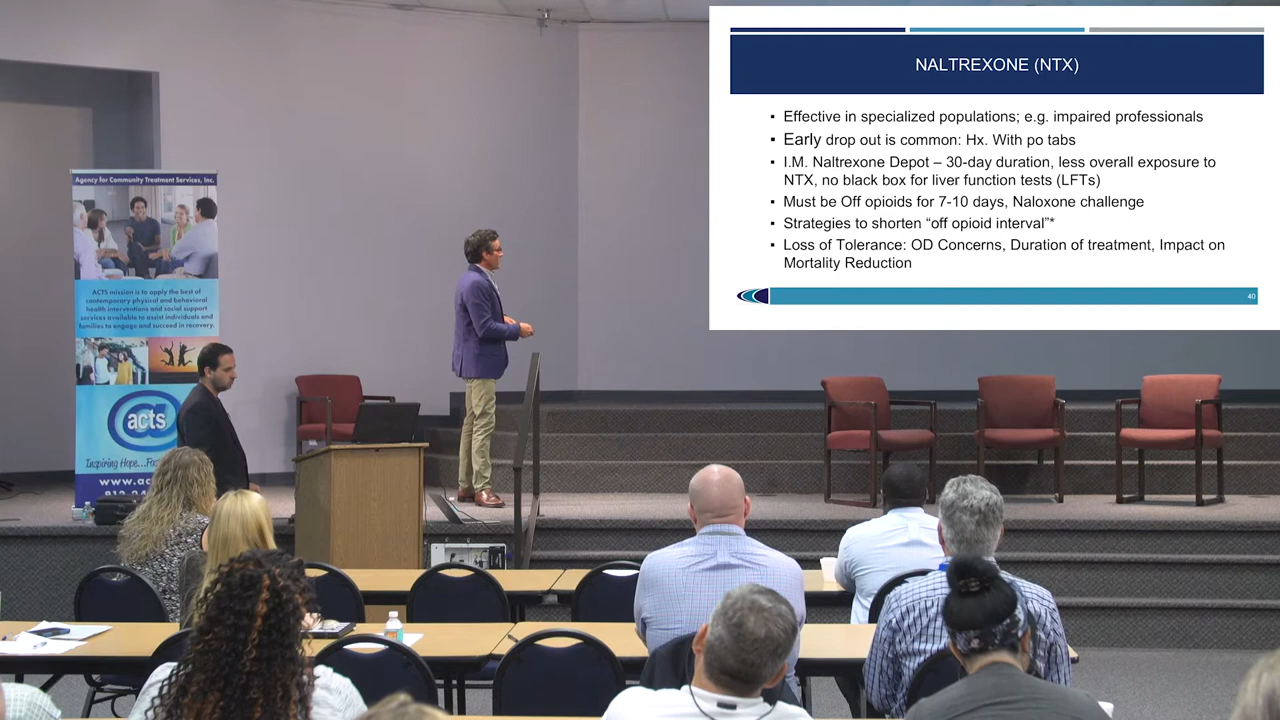 NALTREXONE (NTX)
▪ Effective in specialized populations; e.g. impaired professionals
▪ Early drop out is common: Hx. With po tabs
▪ I.M. Naltrexone Depot – 30-day duration, less overall exposure to
NTX, no black box for liver function tests (LFTs)
▪ Must be Off opioids for 7-10 days, Naloxone challenge
▪ Strategies to shorten “off opioid interval”*
▪ Loss of Tolerance: OD Concerns, Duration of treatment, Impact on
Mortality Reduction
40
Agency for Community Treatment Services, Inc.
ACTS mission is to apply the best of
contemporary physical and behavioral
health interventions and social support
services available to assist individuals and
families to engage and succeed in recovery.
acts
Inspiring Hope...
www.ac